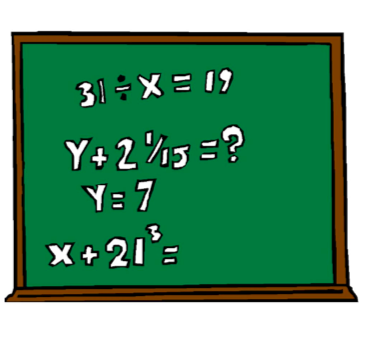 31 ÷ X = 19
Y + 2 1/15 = ?
Y = 7
X + 21³ =